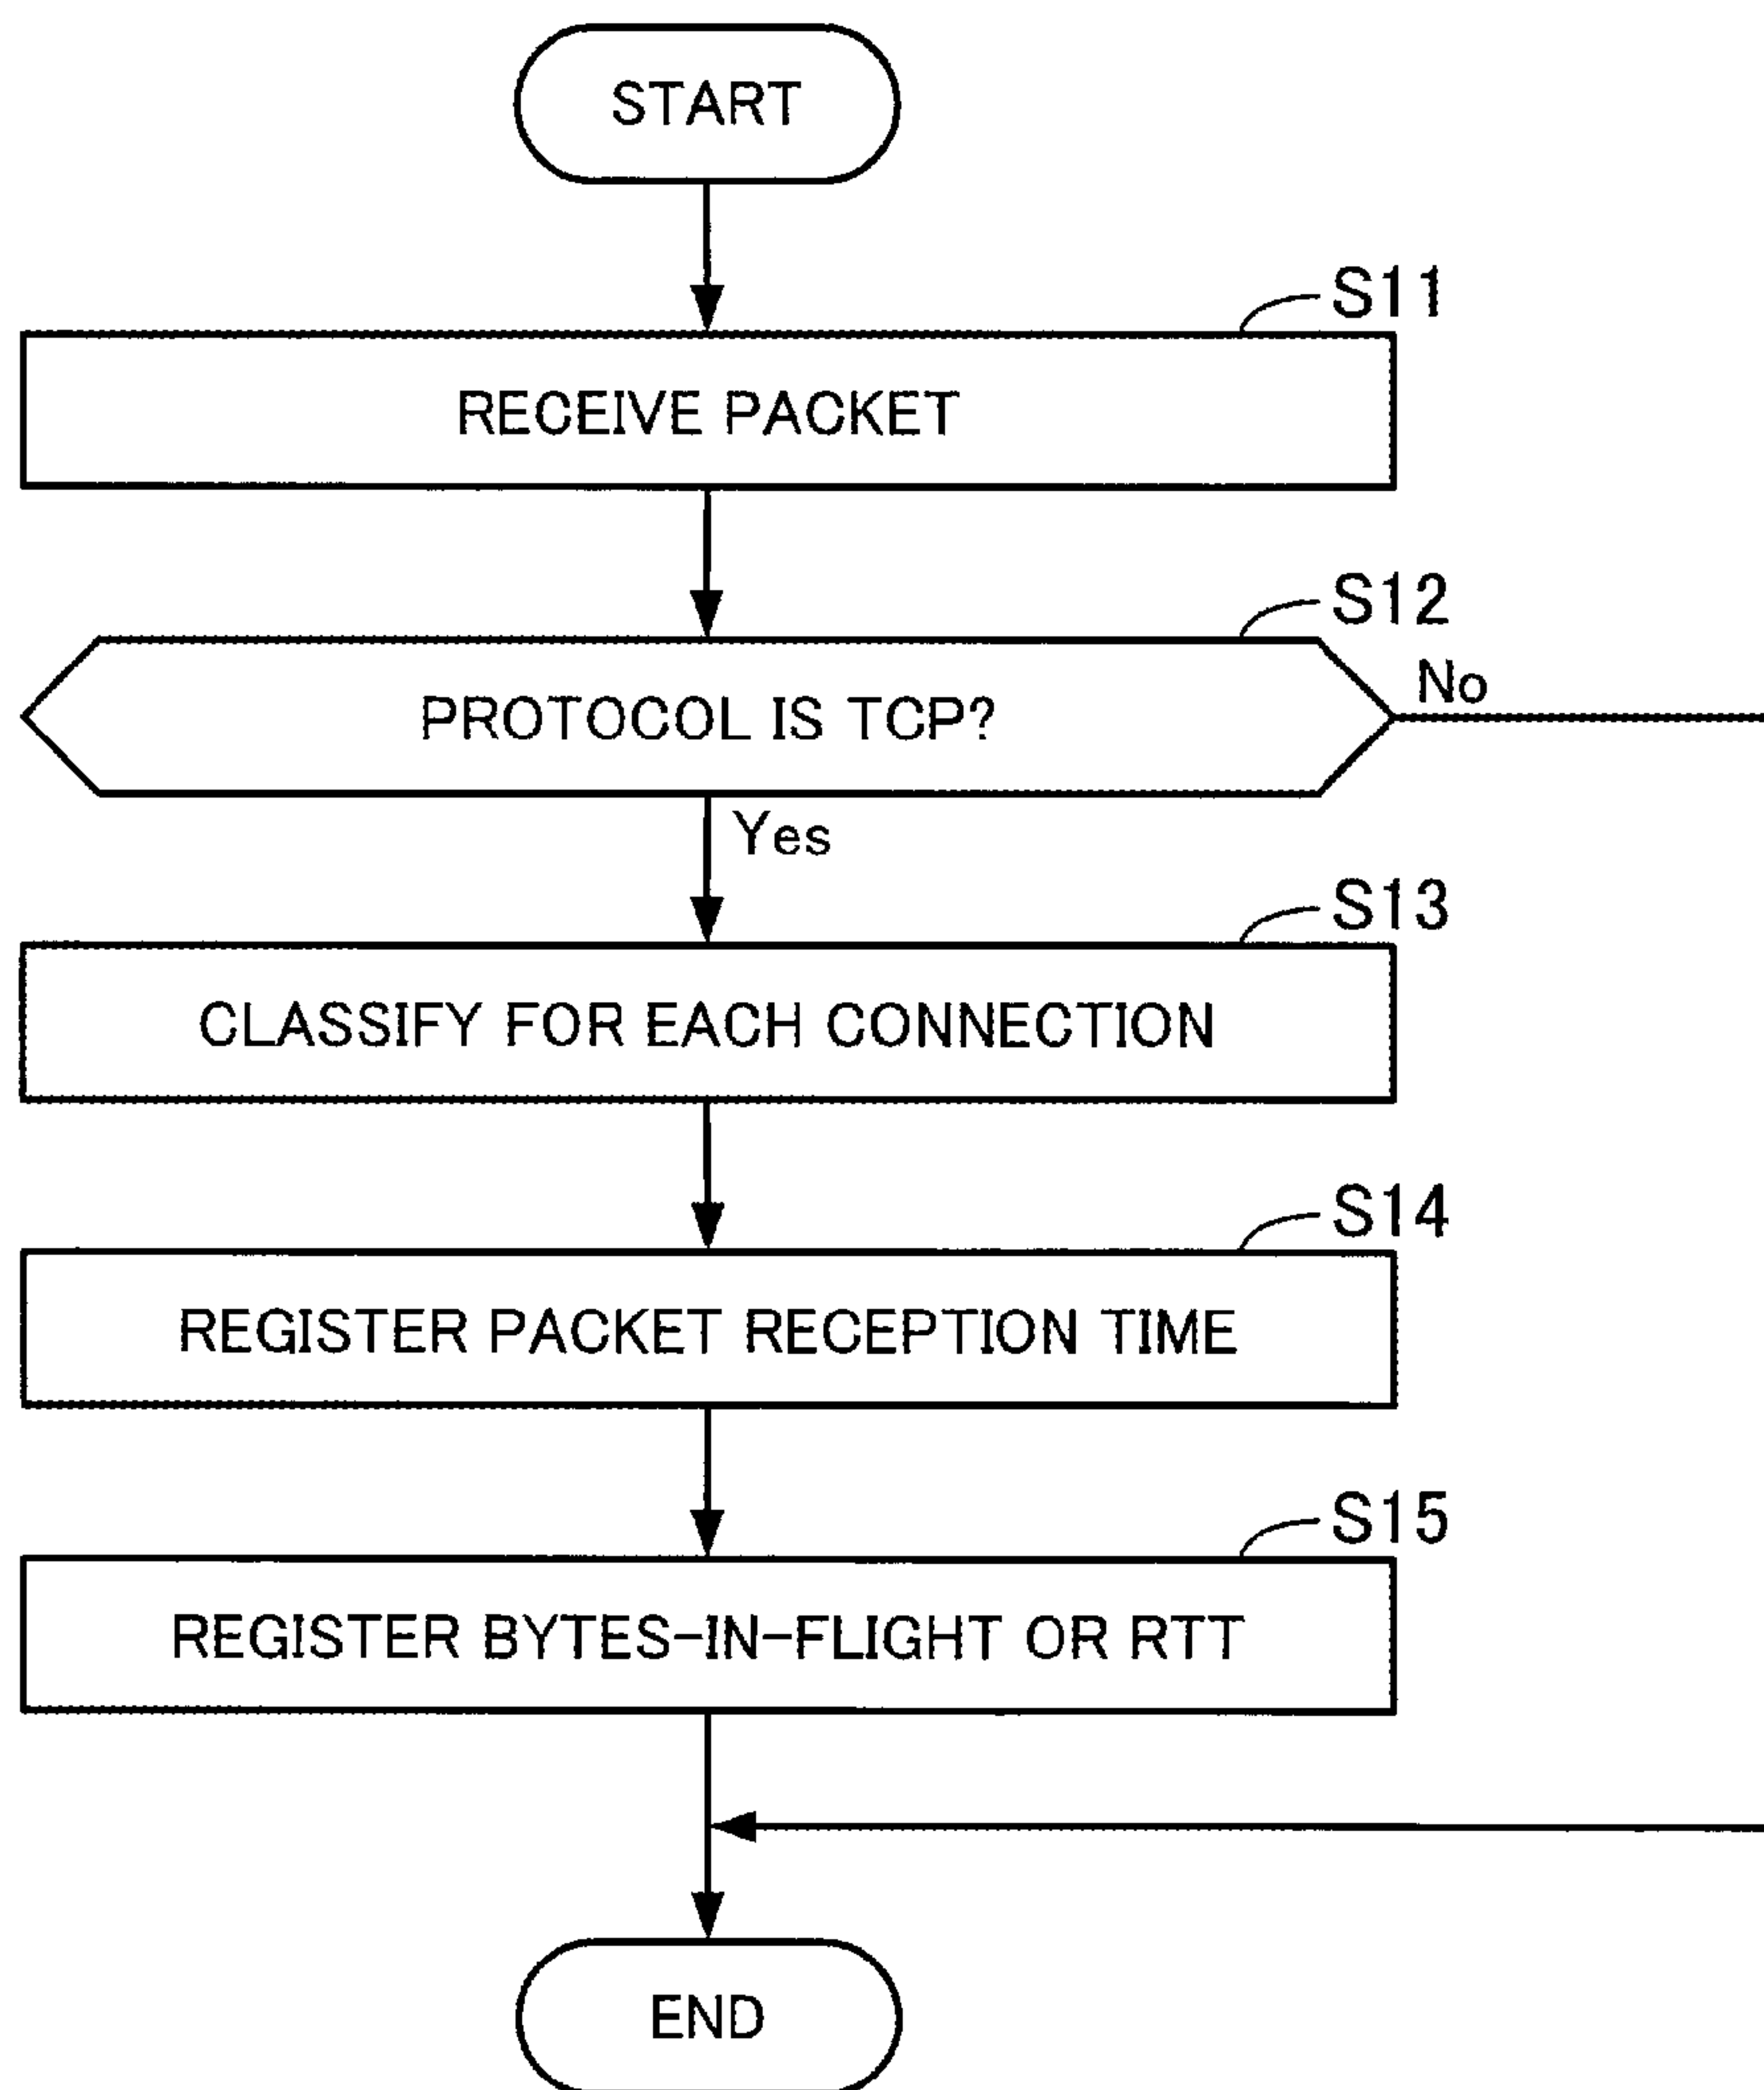 START
S11
RECEIVE PACKET
S12
PROTOCOL IS TCP?
No
Yes
S13
CLASSIFY FOR EACH CONNECTION
S14
REGISTER PACKET RECEPTION TIME
S15
REGISTER BYTES-IN-FLIGHT OR RTT
END